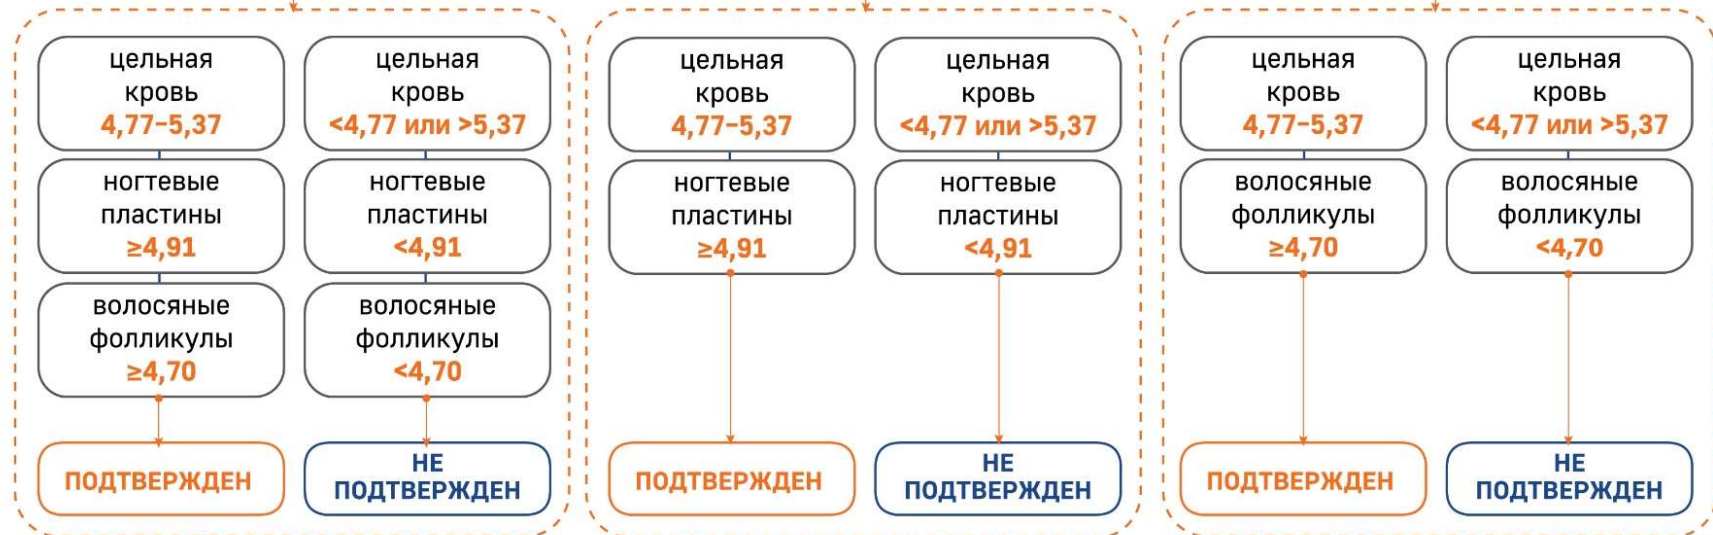 цельная
кровь
4,77–5,37
ногтевые
пластины
≥4,91
волосяные
фолликулы
≥4,70
ПОДТВЕРЖДЕН
цельная
кровь
<4,77 или >5,37
ногтевые
пластины
<4,91
волосяные
фолликулы
<4,70
НЕ
ПОДТВЕРЖДЕН
цельная
кровь
4,77–5,37
ногтевые
пластины
≥4,91
ПОДТВЕРЖДЕН
цельная
кровь
<4,77 или >5,37
ногтевые
пластины
<4,91
НЕ
ПОДТВЕРЖДЕН
цельная
кровь
4,77–5,37
волосяные
фолликулы
≥4,70
ПОДТВЕРЖДЕН
цельная
кровь
<4,77 или >5,37
волосяные
фолликулы
<4,70
НЕ
ПОДТВЕРЖДЕН